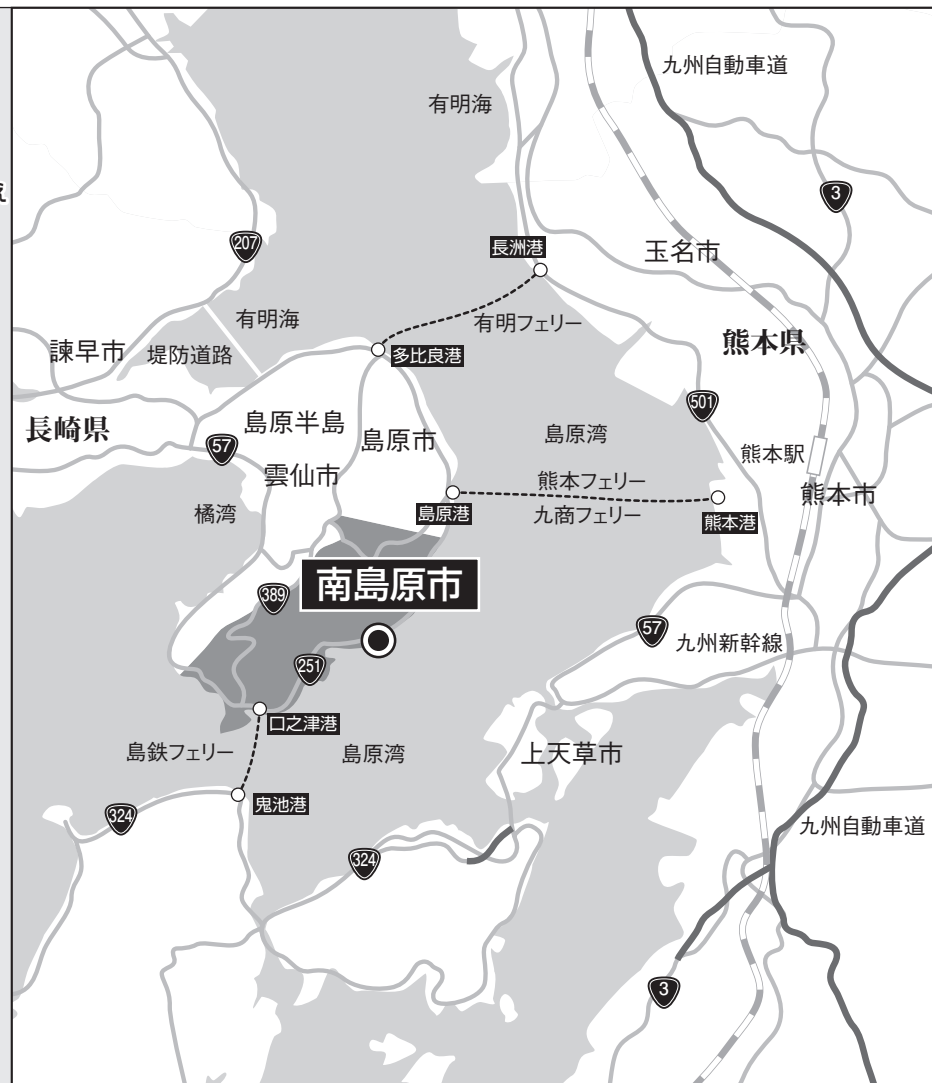 九州自動車道
有明海
3
207
長洲港
玉名市
有明海
有明フェリー
熊本県
諫早市
堤防道路
多比良港
長崎県
島原半島
島原市
501
島原湾
熊本駅
57
雲仙市
熊本フェリー
熊本市
橘湾
島原港
九商フェリー
熊本港
389
南島原市
57
九州新幹線
251
口之津港
島鉄フェリー
島原湾
上天草市
鬼池港
324
九州自動車道
324
3